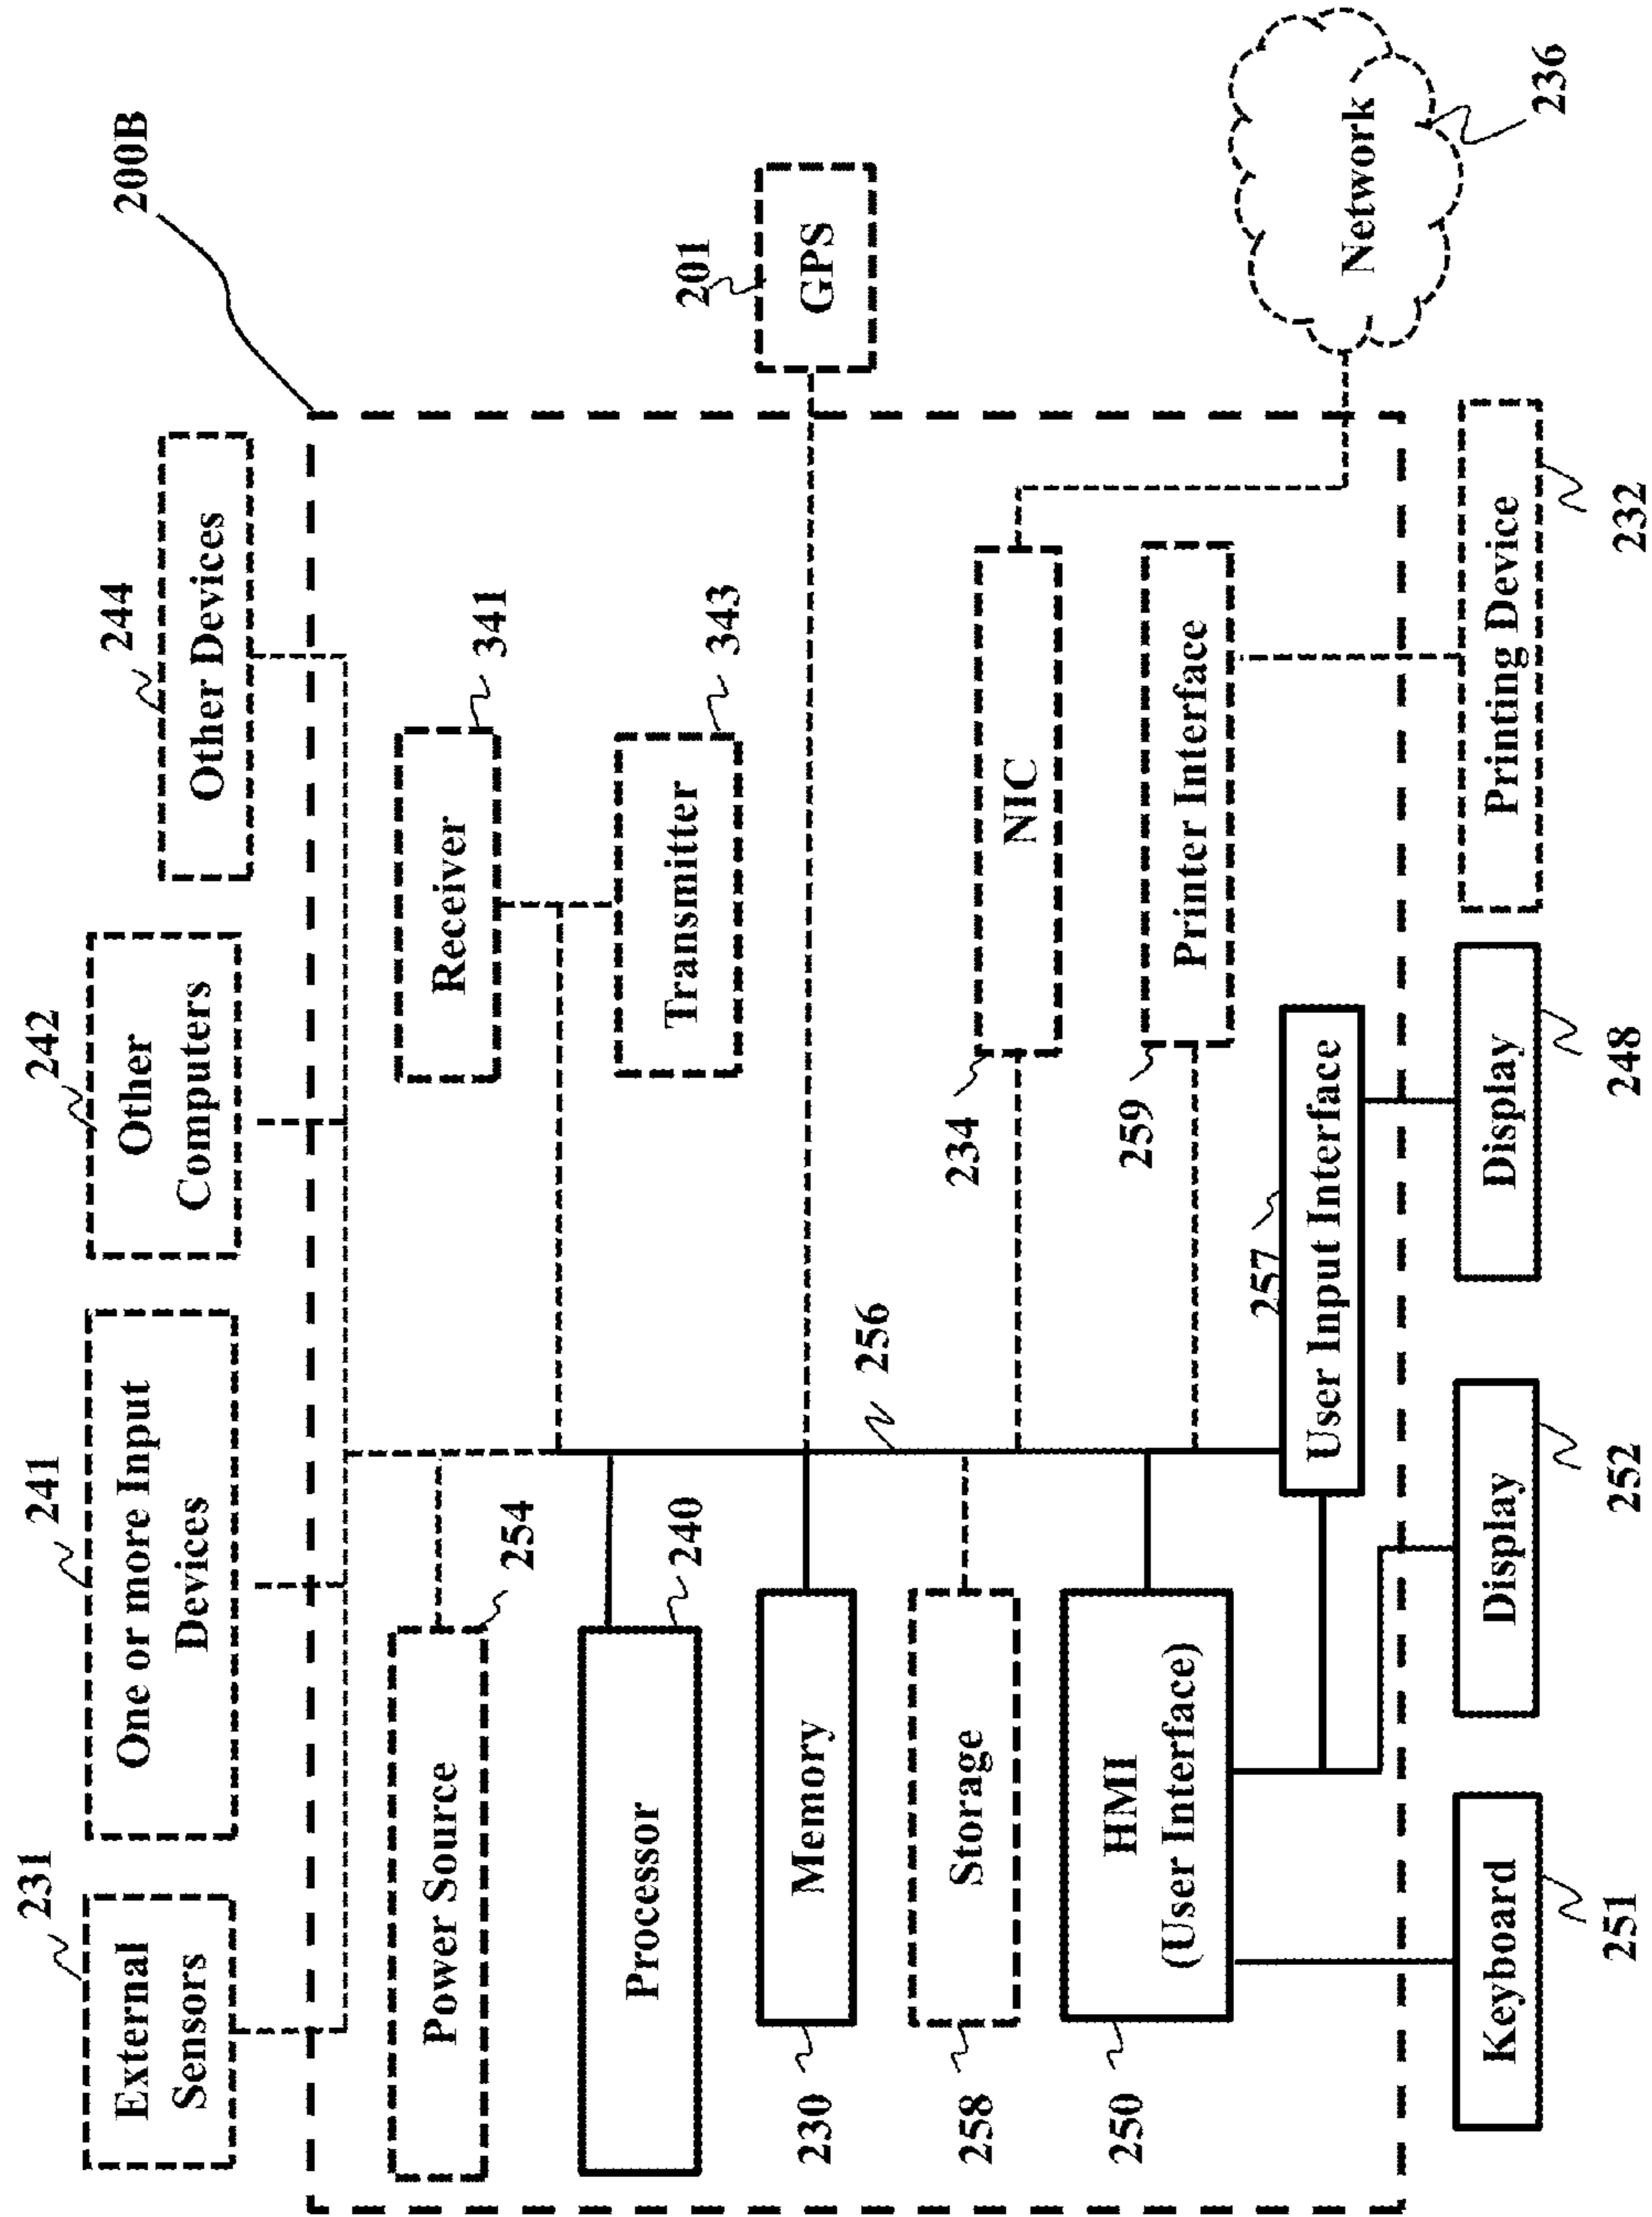 200B
231
External
Sensors
241
One or more Input
Devices
242
Other
Computers
244
Other Devices
Power Source
254
Receiver
341
Processor
240
Transmitter
343
201
GPS
Memory
230
256
Storage
258
234
NIC
HMI
(User Interface)
250
259
Printer Interface
257
User Input Interface
Network
236
Keyboard
251
Display
252
Display
248
Printing Device
232